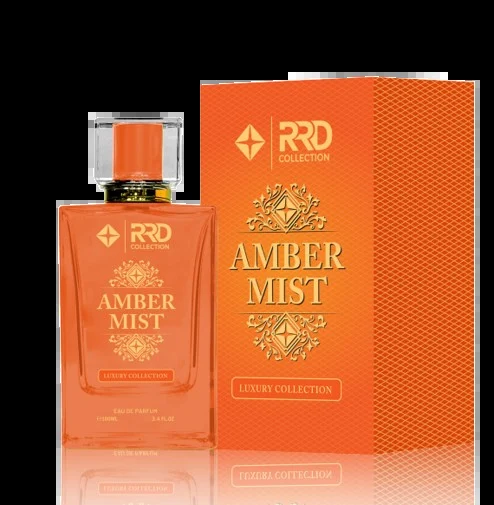 RRD
COLLECTION
AMBER
MIST
LUXURY COLLECTION
EAU DE PARFUM
100ML 3.4 FL.OZ
RRD
COLLECTION
AMBER
MIST
LUXURY COLLECTION